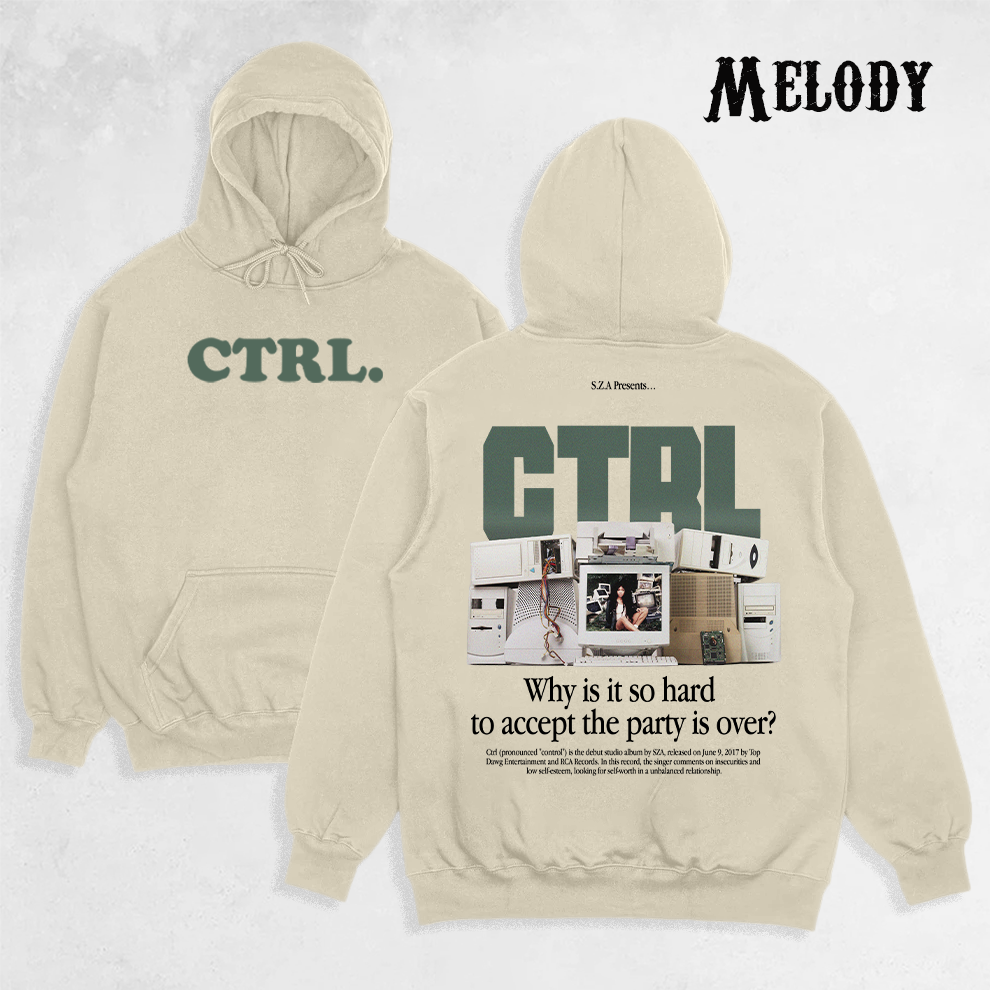 MELODY
CTRL.
S.Z.A Presents...
CTRL
Why is it so hard
to accept the party is over?
Ctrl (pronounced "control") is the debut studio album by SZA, released on June 9, 2017 by Top
Dawg Entertainment and RCA Records. In this record, the singer comments on insecurities and
low self-esteem, looking for self-worth in a unbalanced relationship.